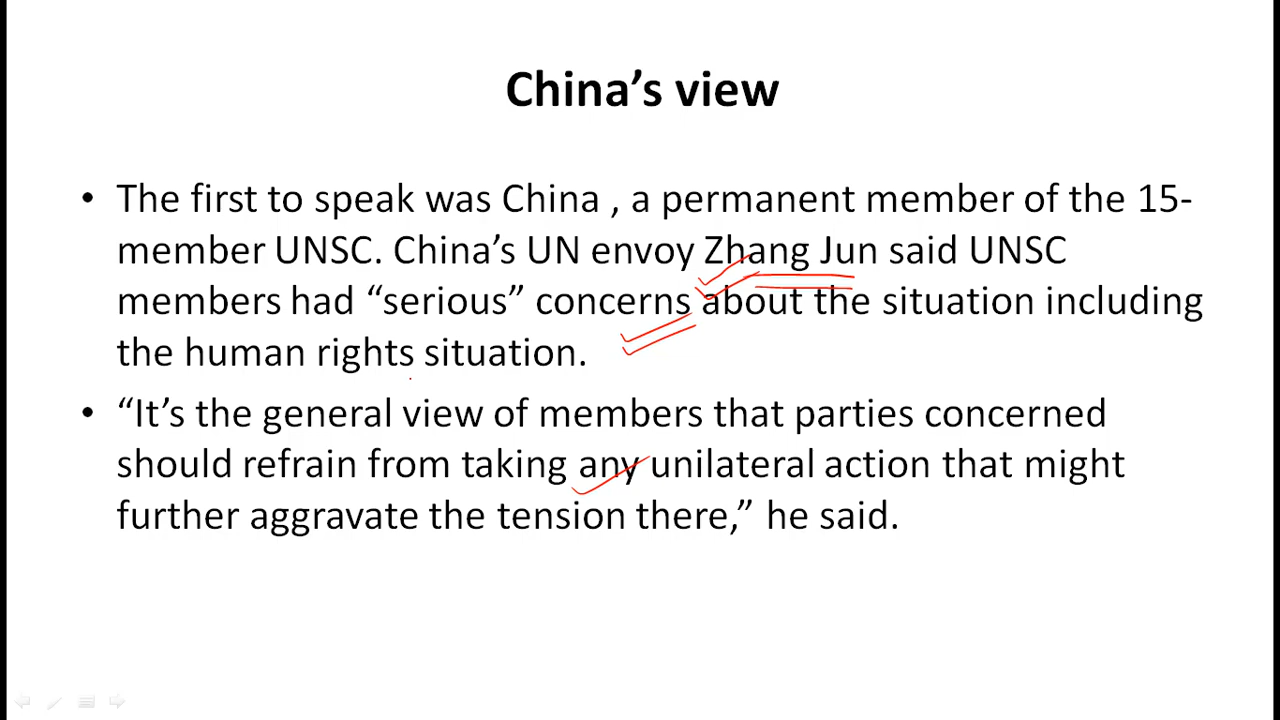 China’s view
• The first to speak was China , a permanent member of the 15-
member UNSC. China’s UN envoy Zhang Jun said UNSC
members had “serious” concerns about the situation including
the human rights situation.
• “It’s the general view of members that parties concerned
should refrain from taking any unilateral action that might
further aggravate the tension there,” he said.